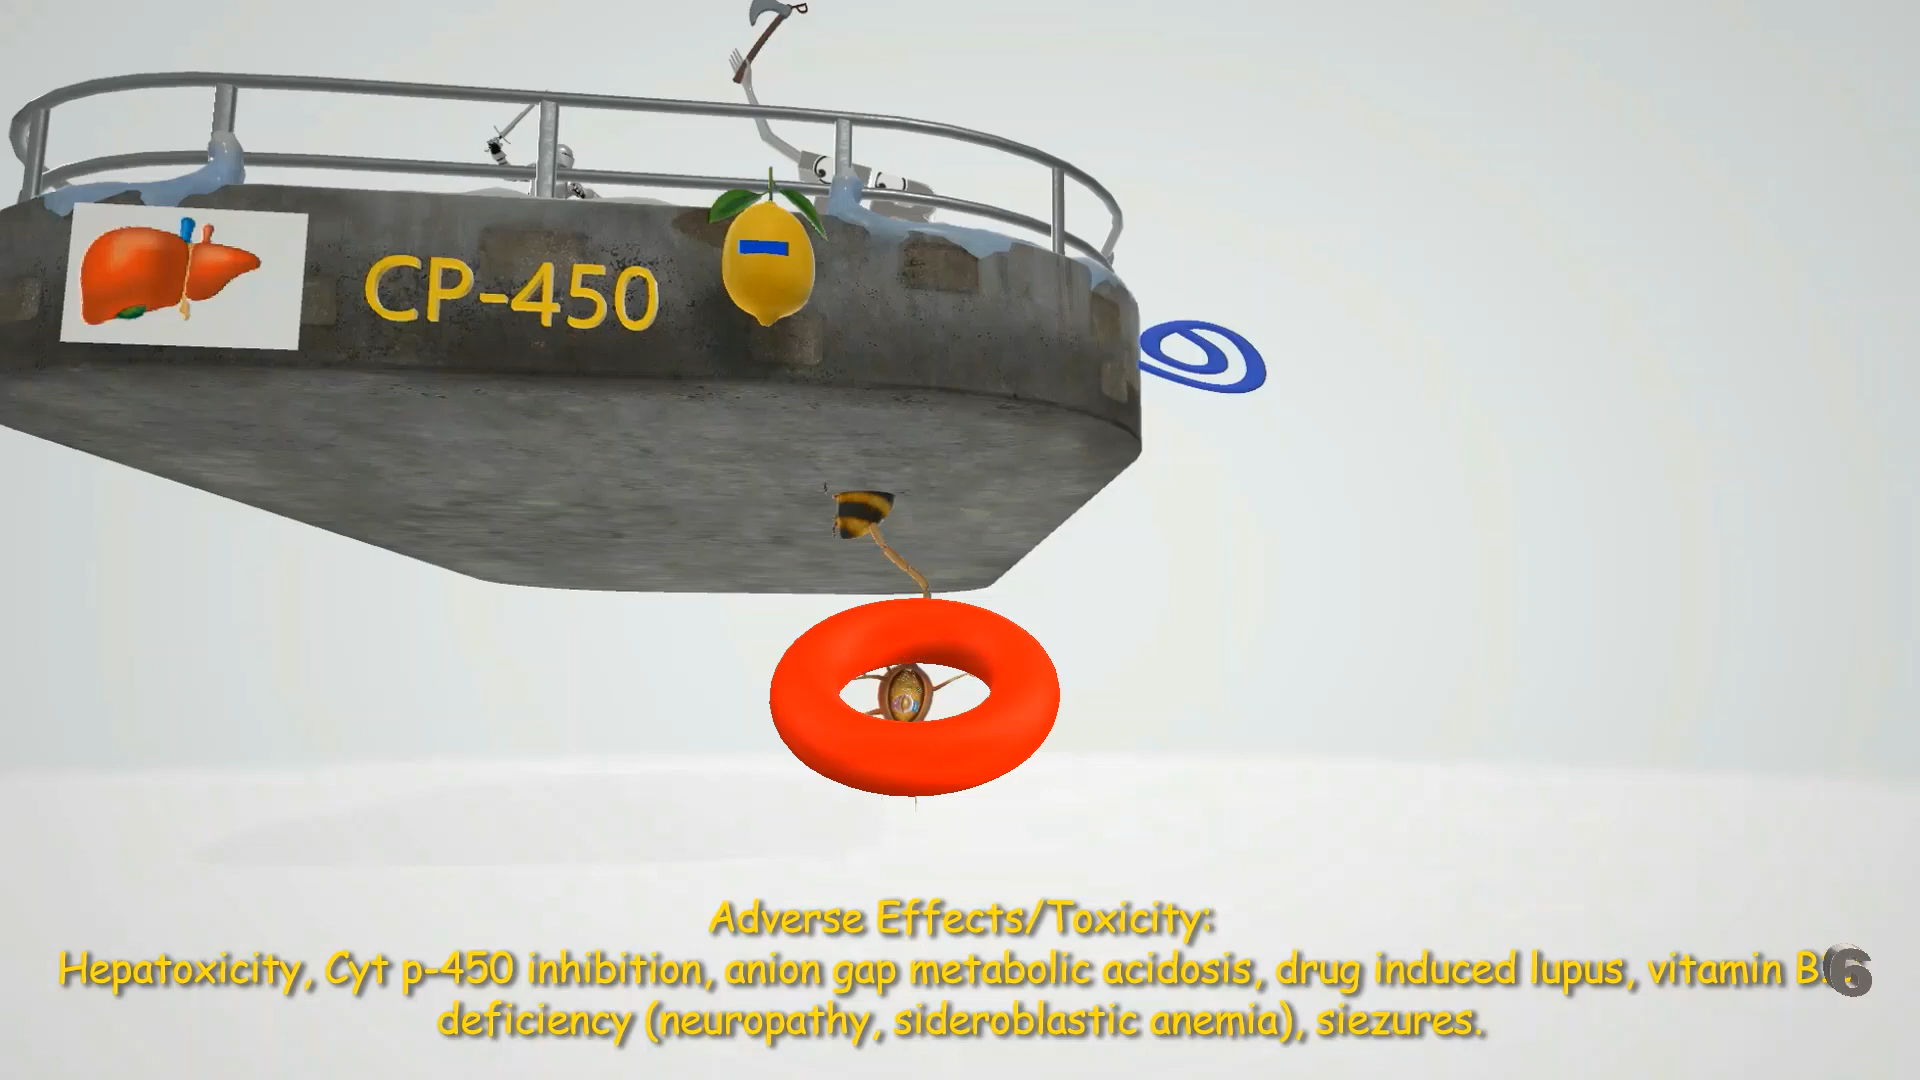 CP-450
Adverse Effects/Toxicity:
Hepatoxicity, Cyt p-450 inhibition, anion gap metabolic acidosis, drug induced lupus, vitamin B6
deficiency (neuropathy, sideroblastic anemia), siezures.